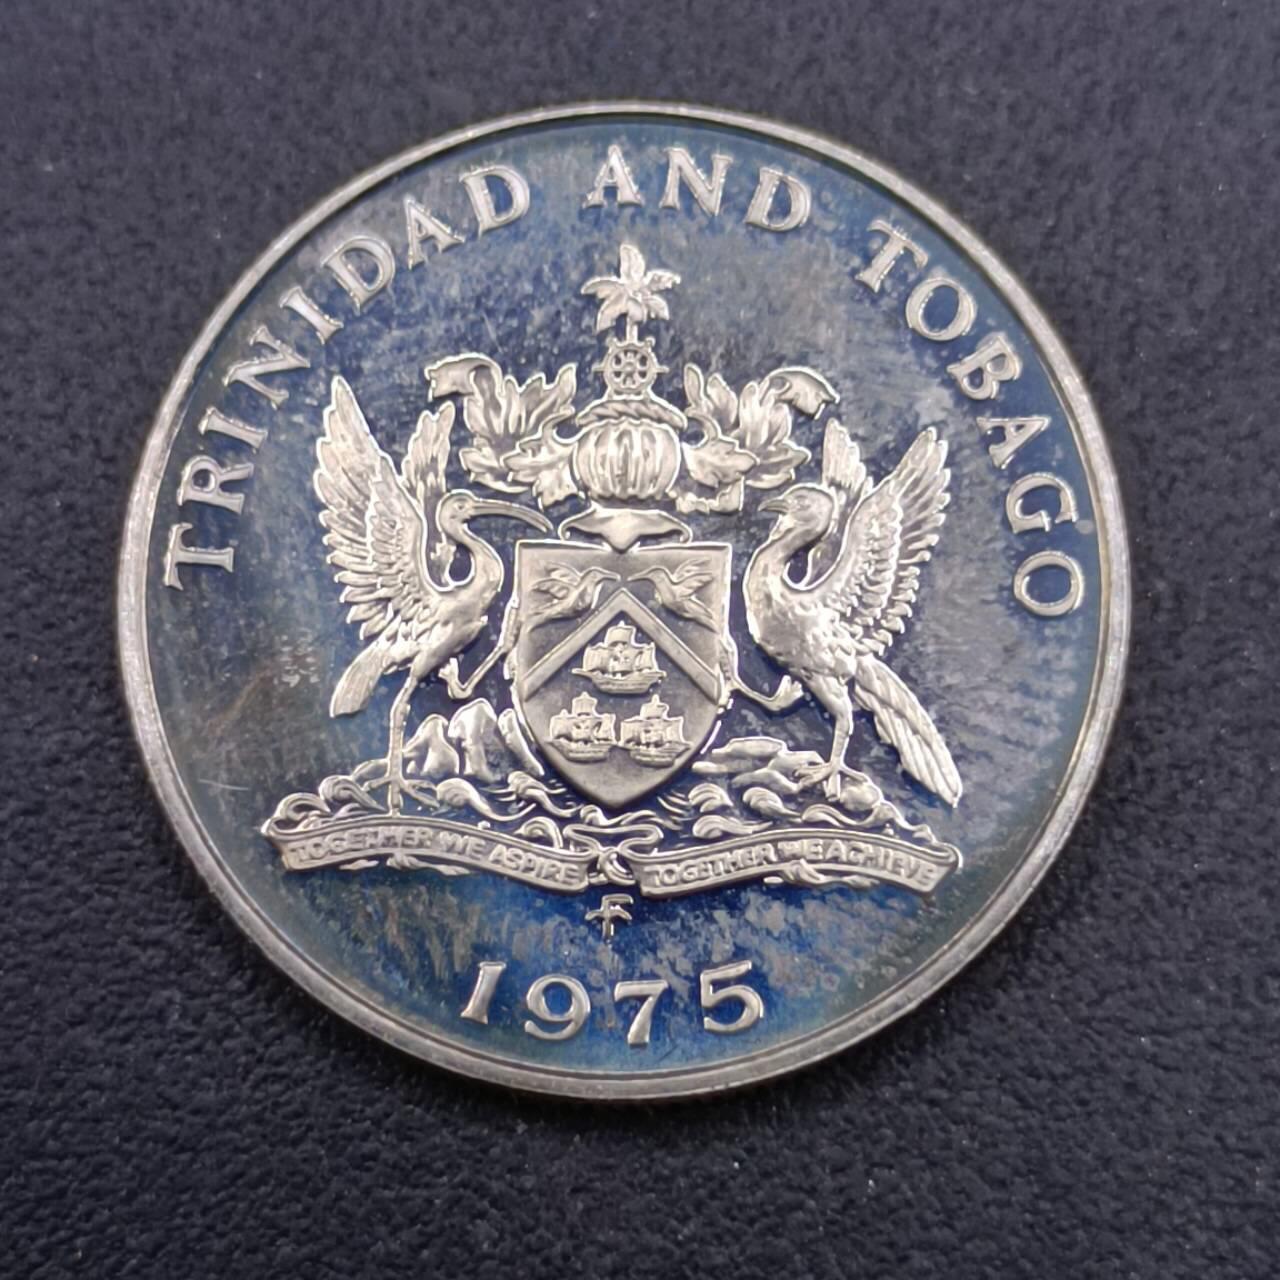 TRINIDAD AND TOBAGO
TOGETHER WE ASPIRE
TOGETHER WE ACHIEVE
f
1975